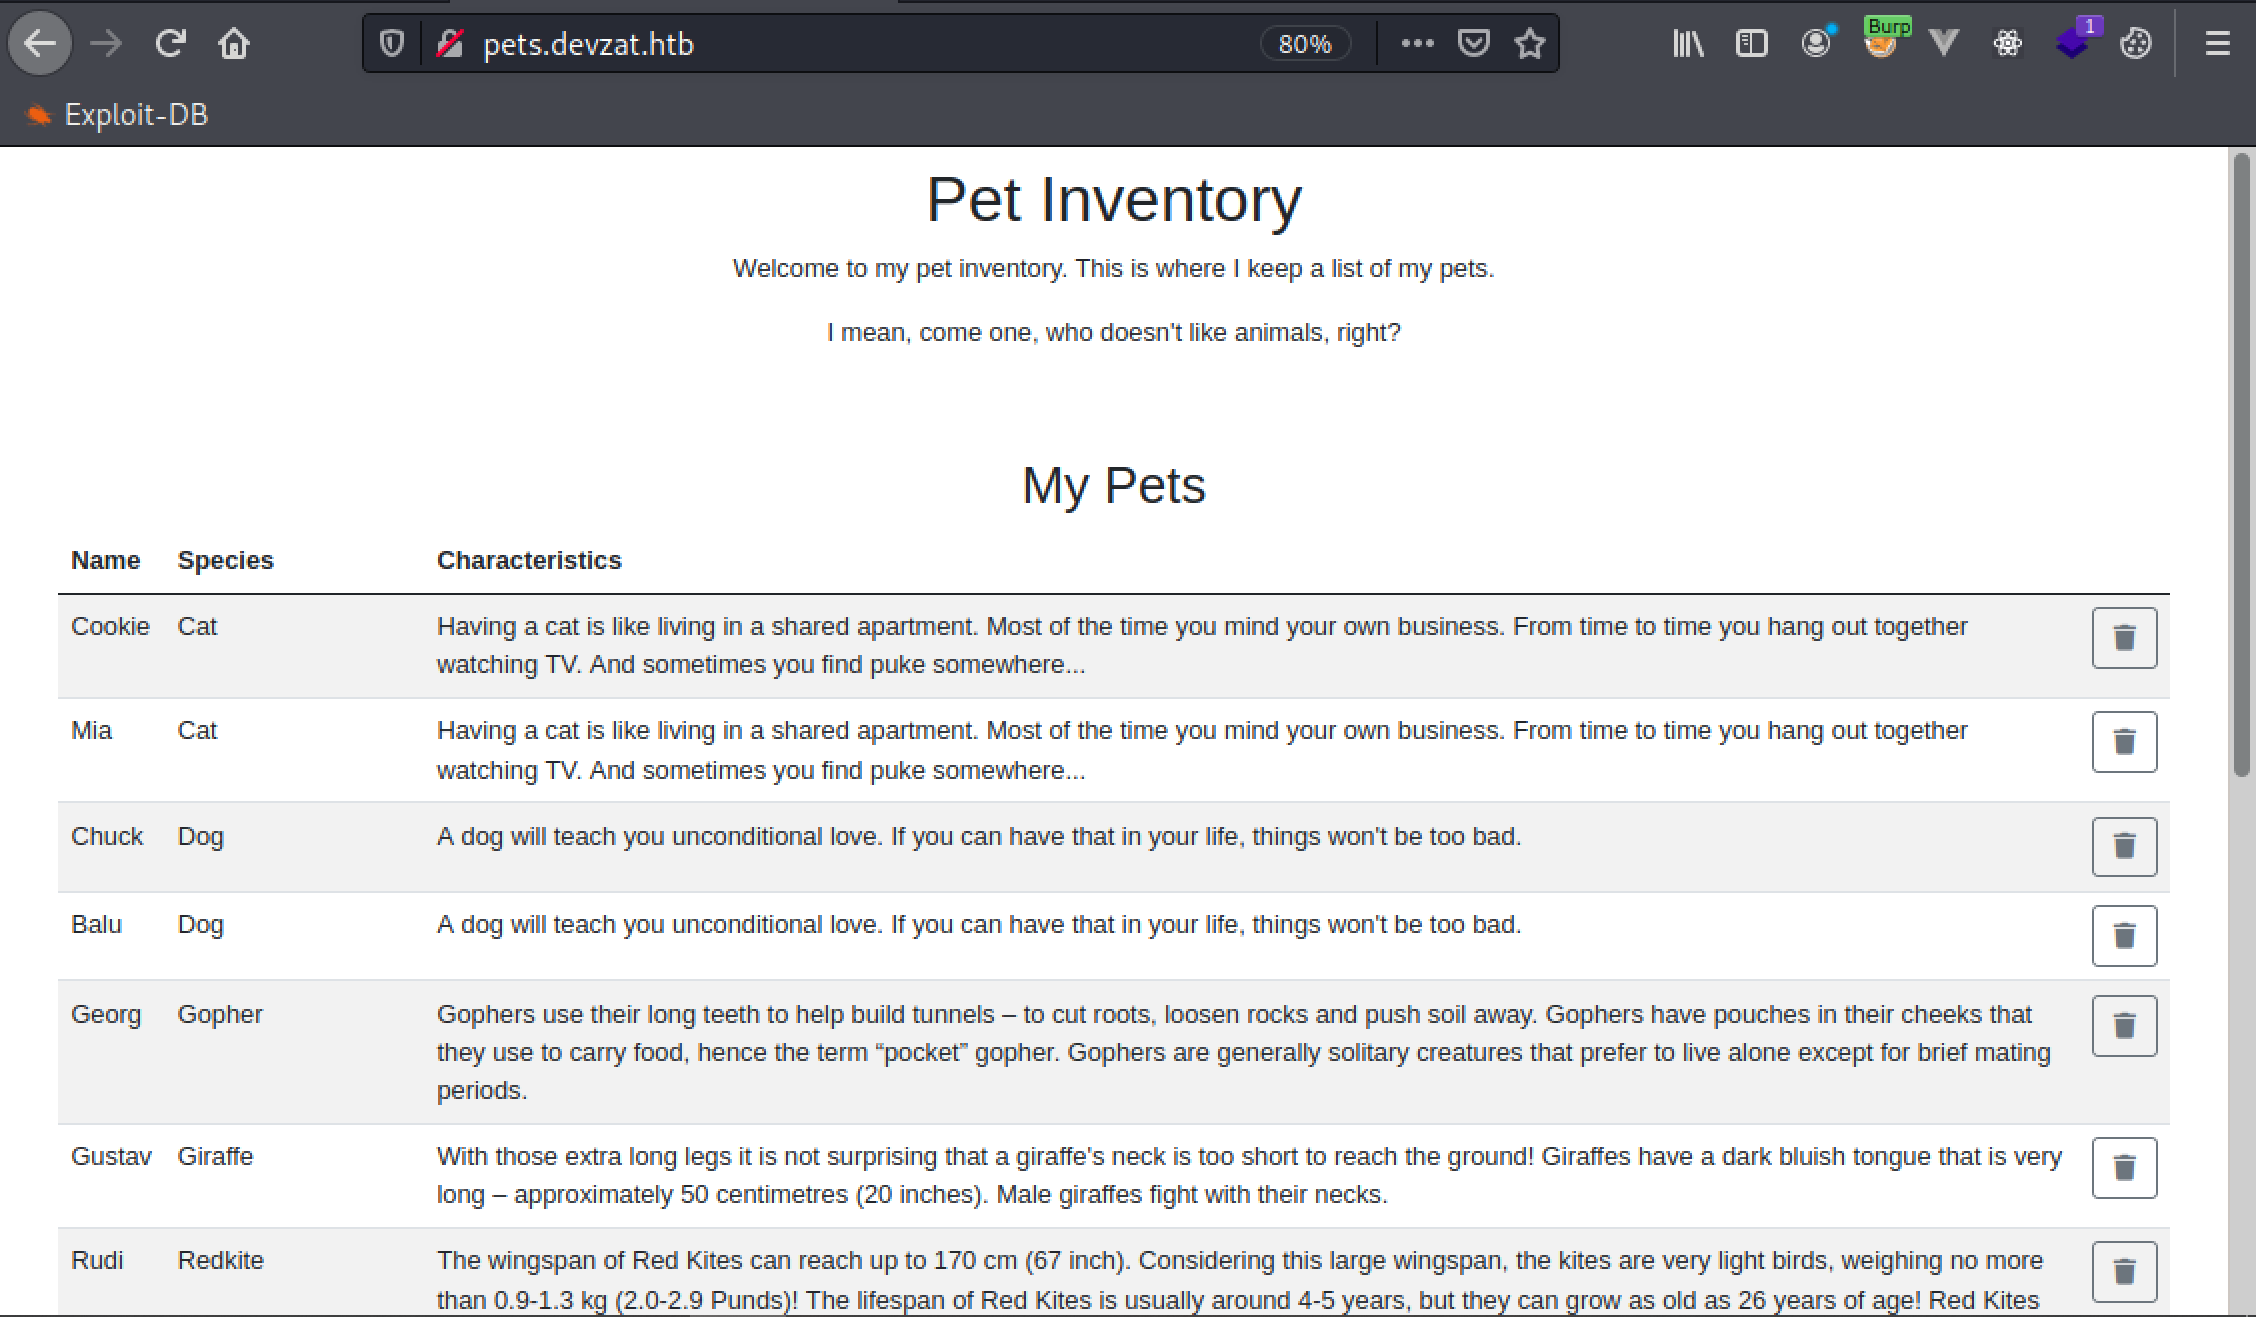 pets.devzat.htb
80%
Burp
1
Exploit-DB
Pet Inventory
Welcome to my pet inventory. This is where I keep a list of my pets.
I mean, come one, who doesn't like animals, right?
My Pets
Name Species Characteristics
Cookie Cat Having a cat is like living in a shared apartment. Most of the time you mind your own business. From time to time you hang out together
watching TV. And sometimes you find puke somewhere...
Mia Cat Having a cat is like living in a shared apartment. Most of the time you mind your own business. From time to time you hang out together
watching TV. And sometimes you find puke somewhere...
Chuck Dog A dog will teach you unconditional love. If you can have that in your life, things won't be too bad.
Balu Dog A dog will teach you unconditional love. If you can have that in your life, things won't be too bad.
Georg Gopher Gophers use their long teeth to help build tunnels – to cut roots, loosen rocks and push soil away. Gophers have pouches in their cheeks that
they use to carry food, hence the term “pocket” gopher. Gophers are generally solitary creatures that prefer to live alone except for brief mating
periods.
Gustav Giraffe With those extra long legs it is not surprising that a giraffe's neck is too short to reach the ground! Giraffes have a dark bluish tongue that is very
long – approximately 50 centimetres (20 inches). Male giraffes fight with their necks.
Rudi Redkite The wingspan of Red Kites can reach up to 170 cm (67 inch). Considering this large wingspan, the kites are very light birds, weighing no more
than 0.9-1.3 kg (2.0-2.9 Punds)! The lifespan of Red Kites is usually around 4-5 years, but they can grow as old as 26 years of age! Red Kites